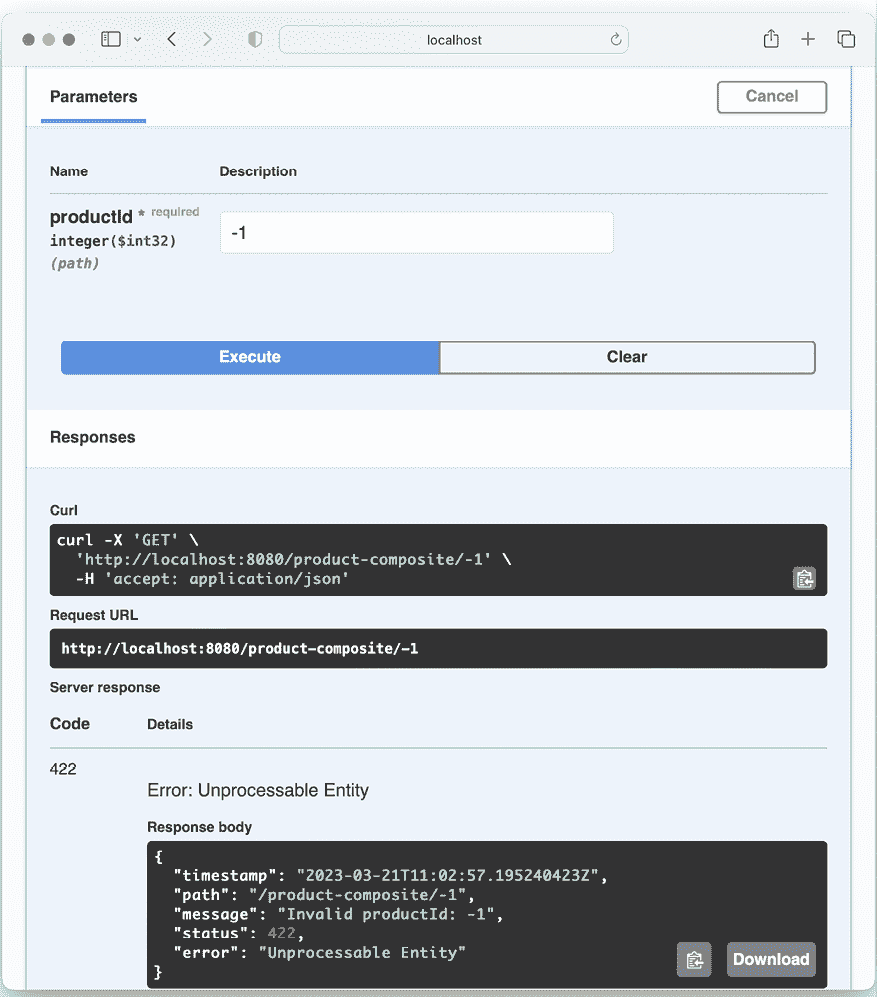 localhost
Parameters
Cancel
Name Description
productId * required
integer($int32)
(path)
-1
Execute Clear
Responses
Curl
curl -X 'GET' \
'http://localhost:8080/product-composite/-1' \
-H 'accept: application/json'
Request URL
http://localhost:8080/product-composite/-1
Server response
Code Details
422
Error: Unprocessable Entity
Response body
{
"timestamp": "2023-03-21T11:02:57.195240423Z",
"path": "/product-composite/-1",
"message": "Invalid productId: -1",
"status": 422,
"error": "Unprocessable Entity"
}
Download